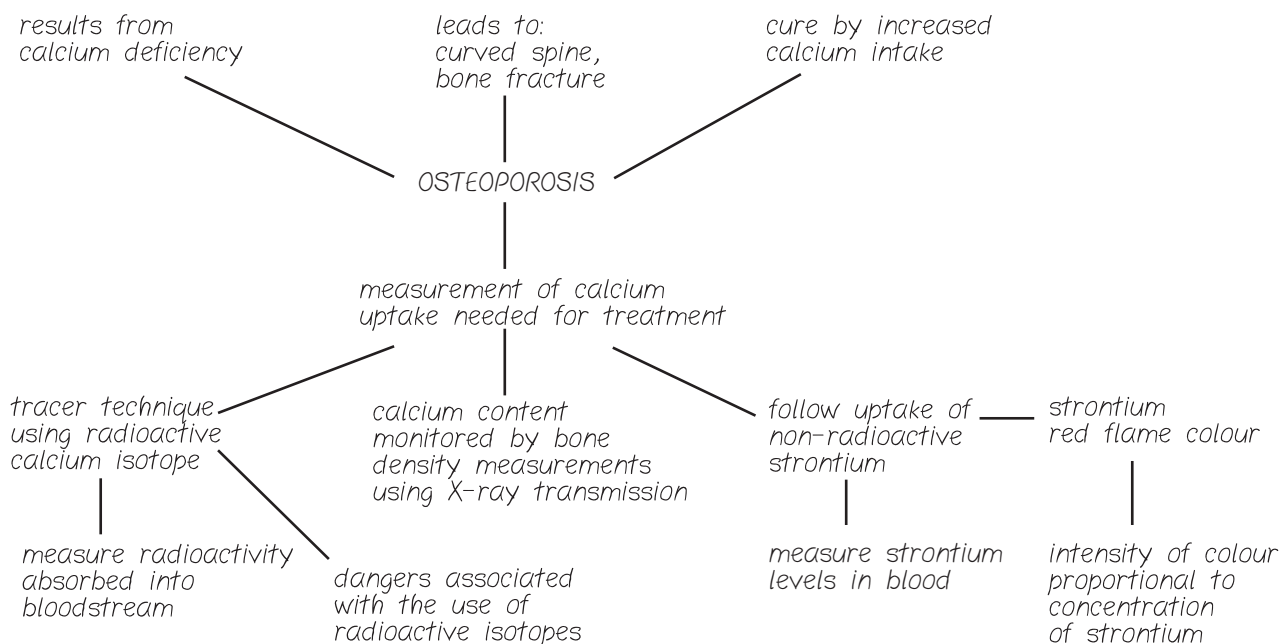 results from
calcium deficiency
leads to:
curved spine,
bone fracture
cure by increased
calcium intake
OSTEOPOROSIS
measurement of calcium
uptake needed for treatment
tracer technique
using radioactive
calcium isotope
calcium content
monitored by bone
density measurements
using X-ray transmission
follow uptake of
non-radioactive
strontium
strontium
red flame colour
measure radioactivity
absorbed into
bloodstream
dangers associated
with the use of
radioactive isotopes
measure strontium
levels in blood
intensity of colour
proportional to
concentration
of strontium